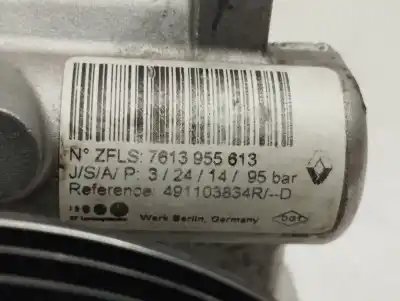 N° ZFLS: 7613 955 613
J/S/A/ P: 3 / 24 / 14 / 95 bar
Reference: 491103834R/--D
Werk Berlin, Germany